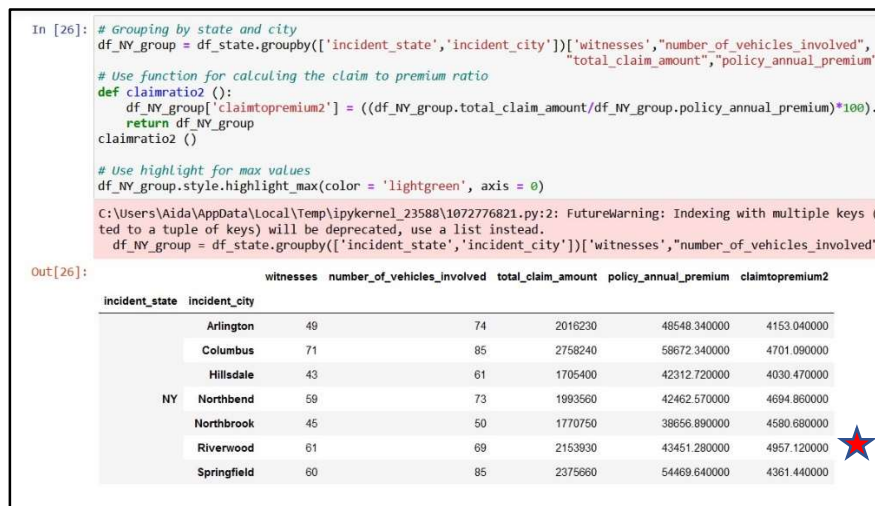 In [26]: # Grouping by state and city
df_NY_group = df_state.groupby(['incident_state','incident_city'])['witnesses',"number_of_vehicles_involved",
"total_claim_amount","policy_annual_premium"
# Use function for calculing the claim to premium ratio
def claimratio2 ():
df_NY_group['claimtopremium2'] = ((df_NY_group.total_claim_amount/df_NY_group.policy_annual_premium)*100).
return df_NY_group
claimratio2 ()
# Use highlight for max values
df_NY_group.style.highlight_max(color = 'lightgreen', axis = 0)
C:\Users\Aida\AppData\Local\Temp\ipykernel_23588\1072776821.py:2: FutureWarning: Indexing with multiple keys (
ted to a tuple of keys) will be deprecated, use a list instead.
df_NY_group = df_state.groupby(['incident_state','incident_city'])['witnesses',"number_of_vehicles_involved"
Out[26]:
witnesses number_of_vehicles_involved total_claim_amount policy_annual_premium claimtopremium2
incident_state incident_city
Arlington 49 74 2016230 48548.340000 4153.040000
Columbus 71 85 2758240 58672.340000 4701.090000
Hillsdale 43 61 1705400 42312.720000 4030.470000
NY Northbend 59 73 1993560 42462.570000 4694.860000
Northbrook 45 50 1770750 38656.890000 4580.680000
Riverwood 61 69 2153930 43451.280000 4957.120000
Springfield 60 85 2375660 54469.640000 4361.440000